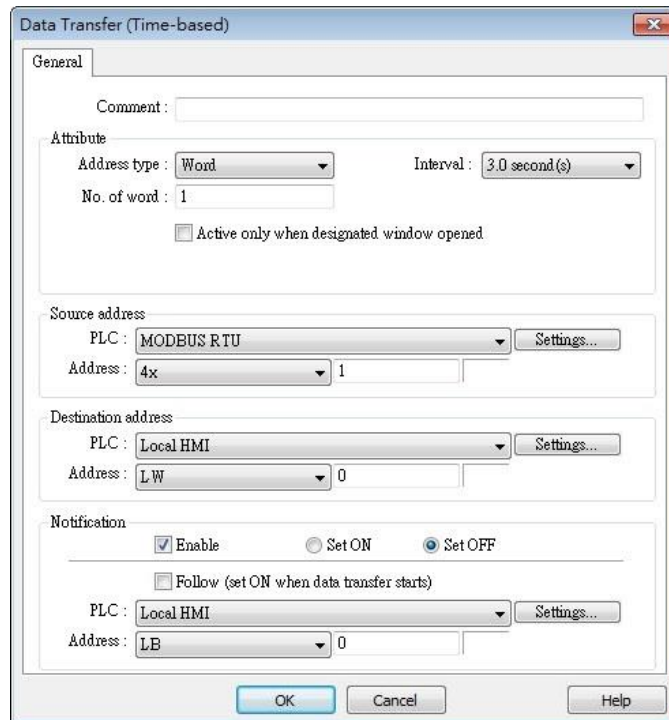 Data Transfer (Time-based)
General
Comment :
Attribute
Address type : Word Interval : 3.0 second(s)
No. of word : 1
Active only when designated window opened
Source address
PLC : MODBUS RTU Settings...
Address : 4x 1
Destination address
PLC : Local HMI Settings...
Address : LW 0
Notification
Enable Set ON Set OFF
Follow (set ON when data transfer starts)
PLC : Local HMI Settings...
Address : LB 0
OK Cancel Help